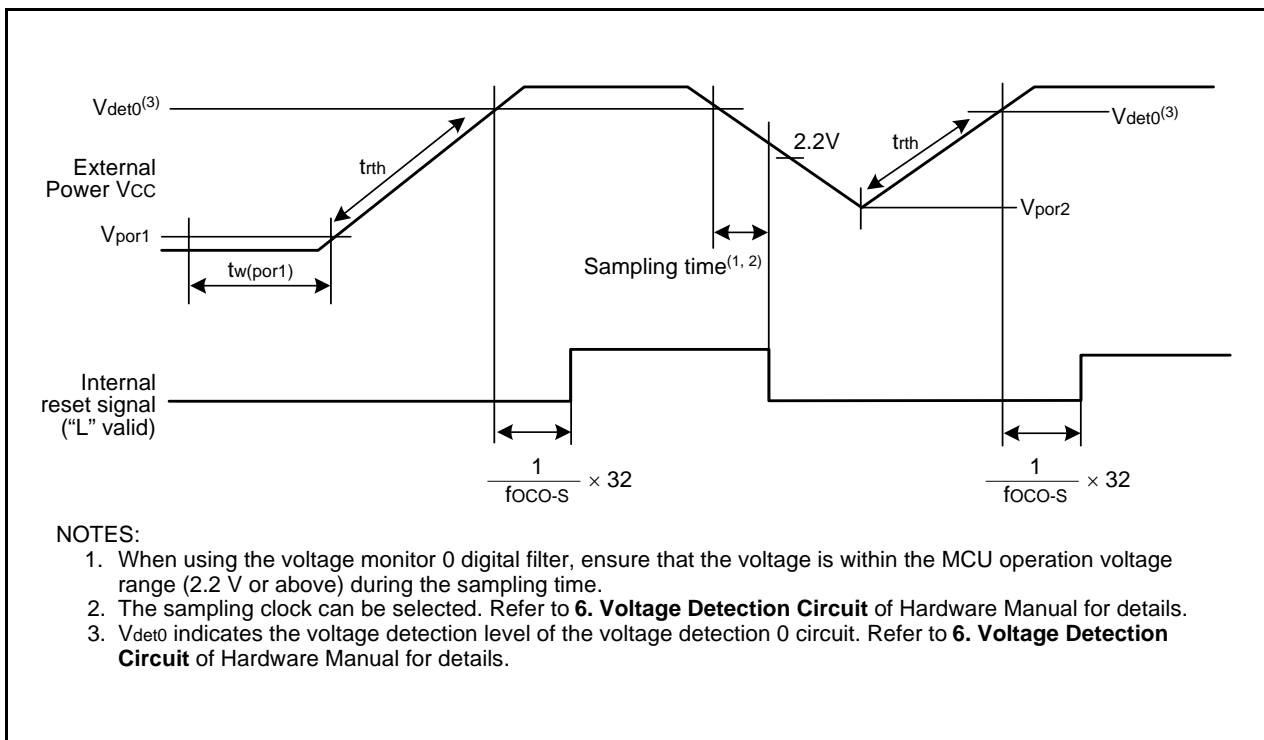 Vdet0(3)
External
Power VCC
trth
Vpor1
tw(por1)
2.2V
Sampling time(1, 2)
trth
Vdet0(3)
Vpor2
Internal
reset signal
(“L” valid)
1
fOCO-S
× 32
1
fOCO-S
× 32
NOTES:
1. When using the voltage monitor 0 digital filter, ensure that the voltage is within the MCU operation voltage
range (2.2 V or above) during the sampling time.
2. The sampling clock can be selected. Refer to 6. Voltage Detection Circuit of Hardware Manual for details.
3. Vdet0 indicates the voltage detection level of the voltage detection 0 circuit. Refer to 6. Voltage Detection
Circuit of Hardware Manual for details.